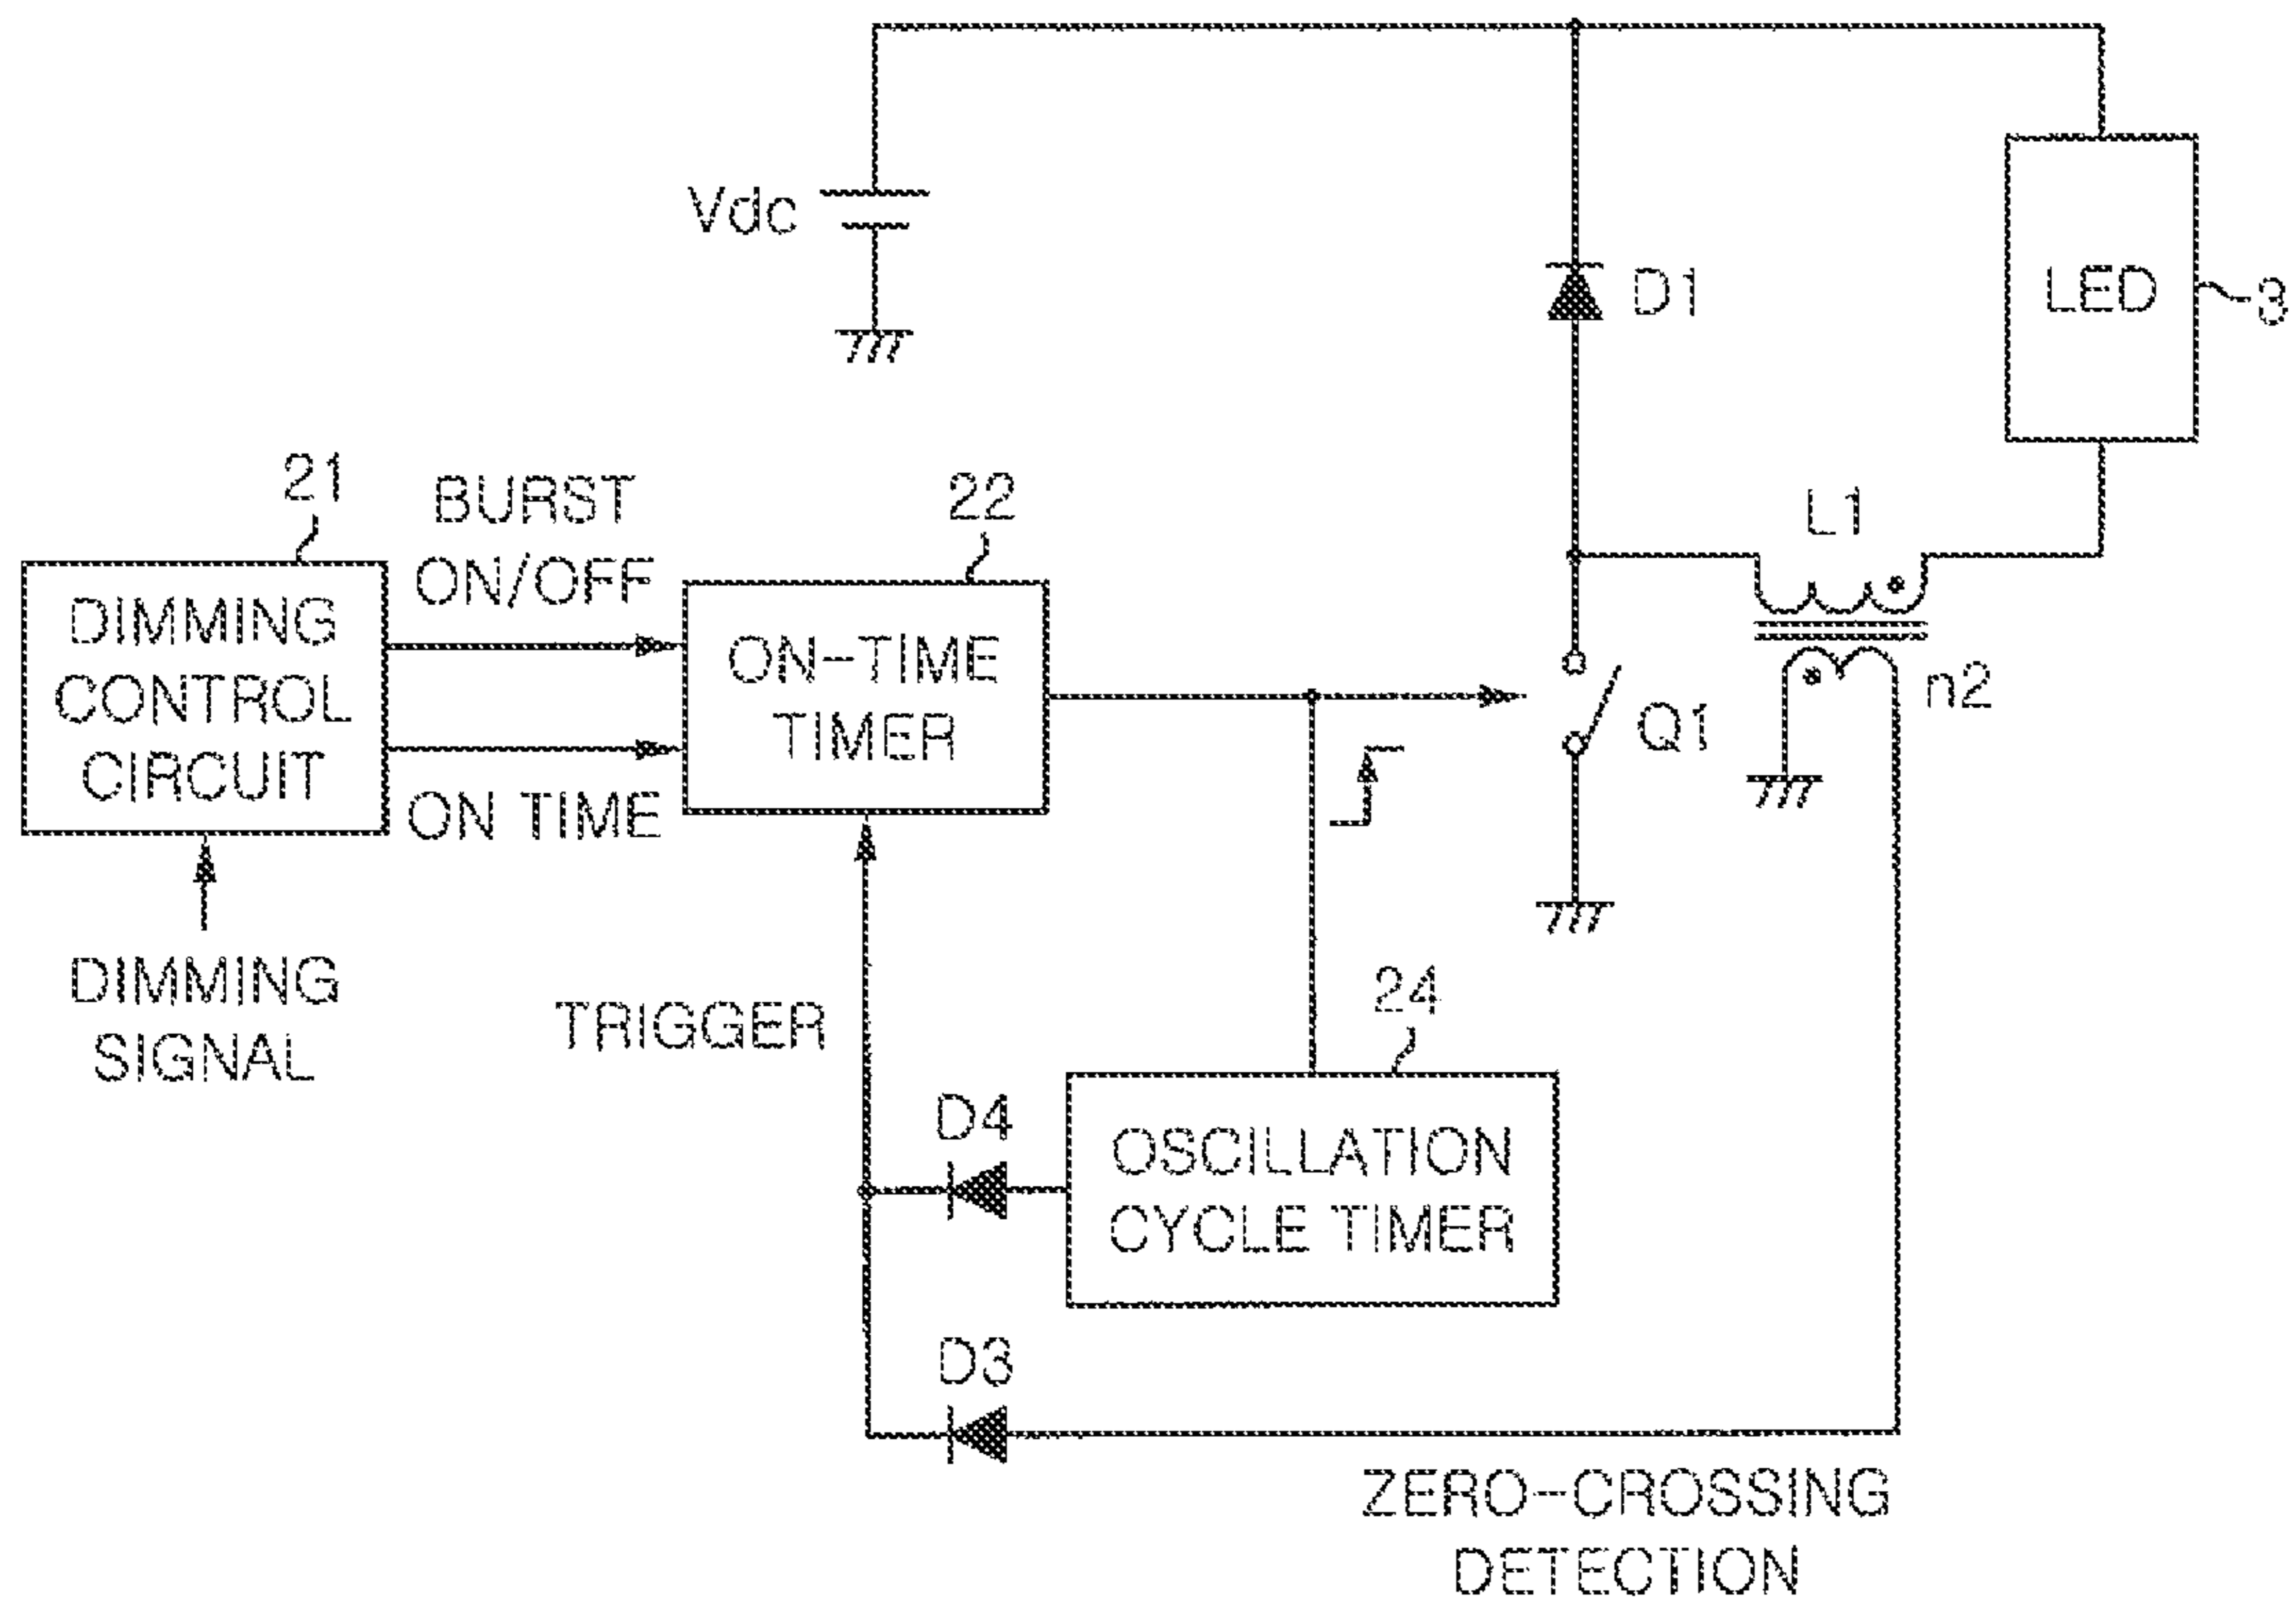 Vdc
D1
LED
3
21
BURST
ON/OFF
22
L1
DIMMING
CONTROL
CIRCUIT
ON-TIME
TIMER
n2
Q1
ON TIME
DIMMING
SIGNAL
TRIGGER
24
D4
OSCILLATION
CYCLE TIMER
D3
ZERO-CROSSING
DETECTION